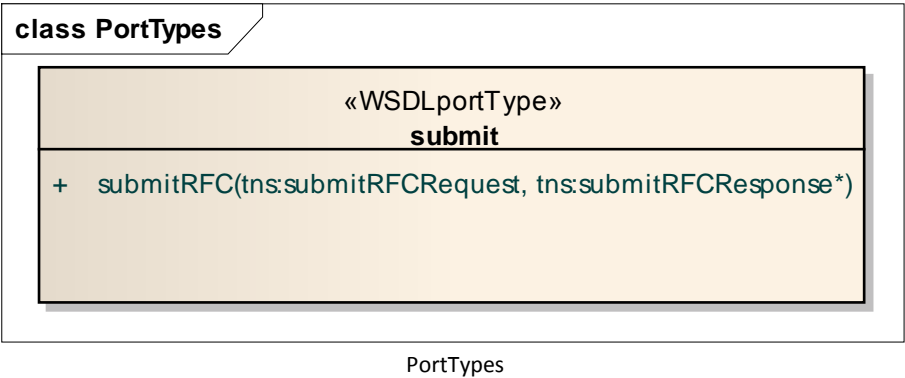 class PortTypes
«WSDLportType»
submit
+ submitRFC(tns:submitRFCRequest, tns:submitRFCResponse*)
PortTypes